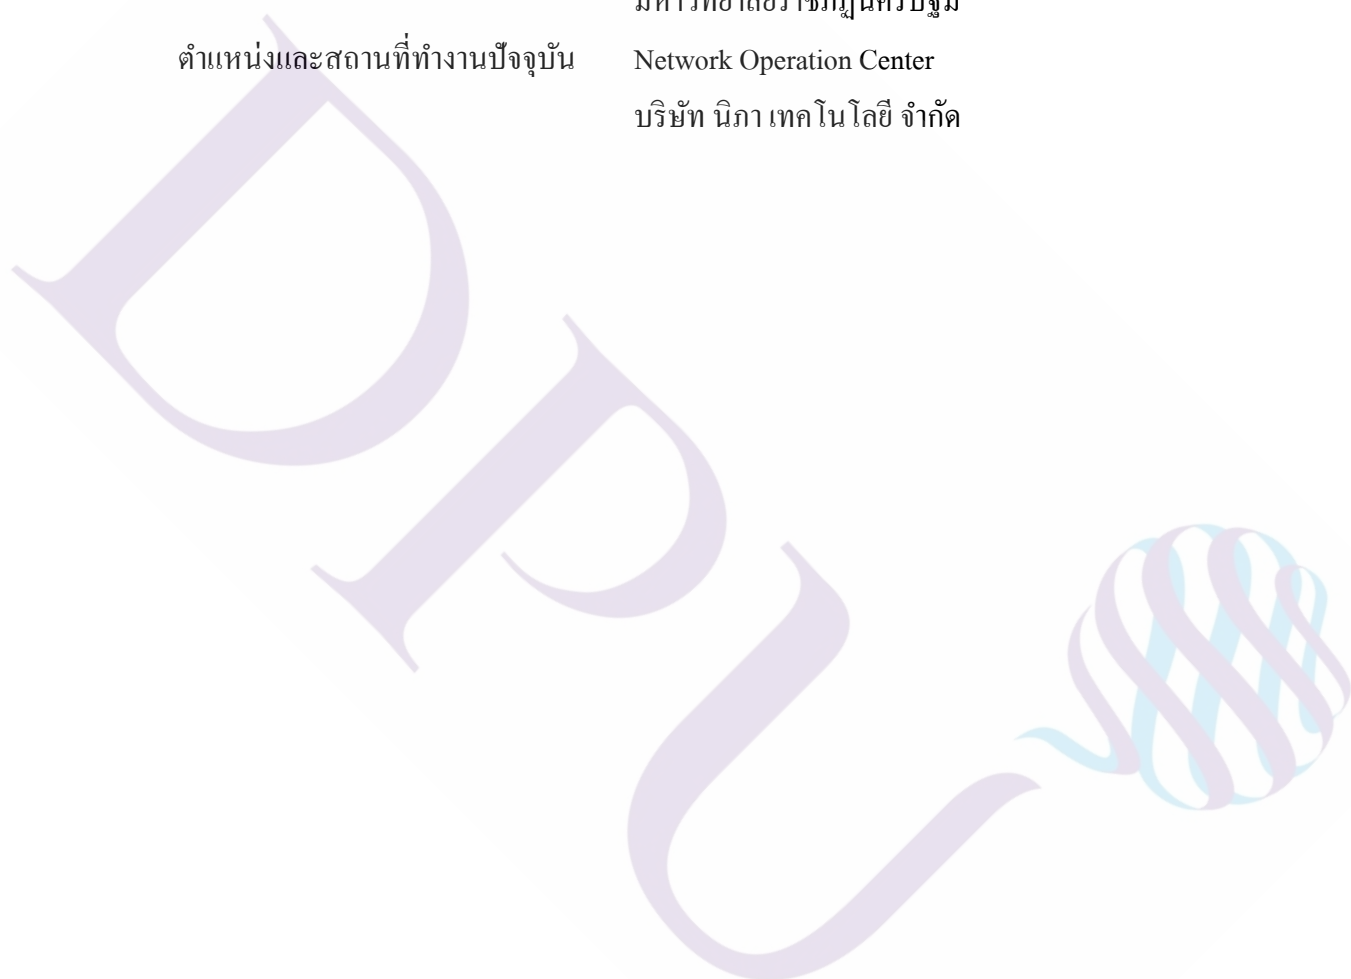 มหาวิทยาลัยราชภัฏนครปฐม
ตำแหน่งและสถานที่ทำงานปัจจุบัน Network Operation Center
บริษัท นิภา เทคโนโลยี จำกัด
DPU